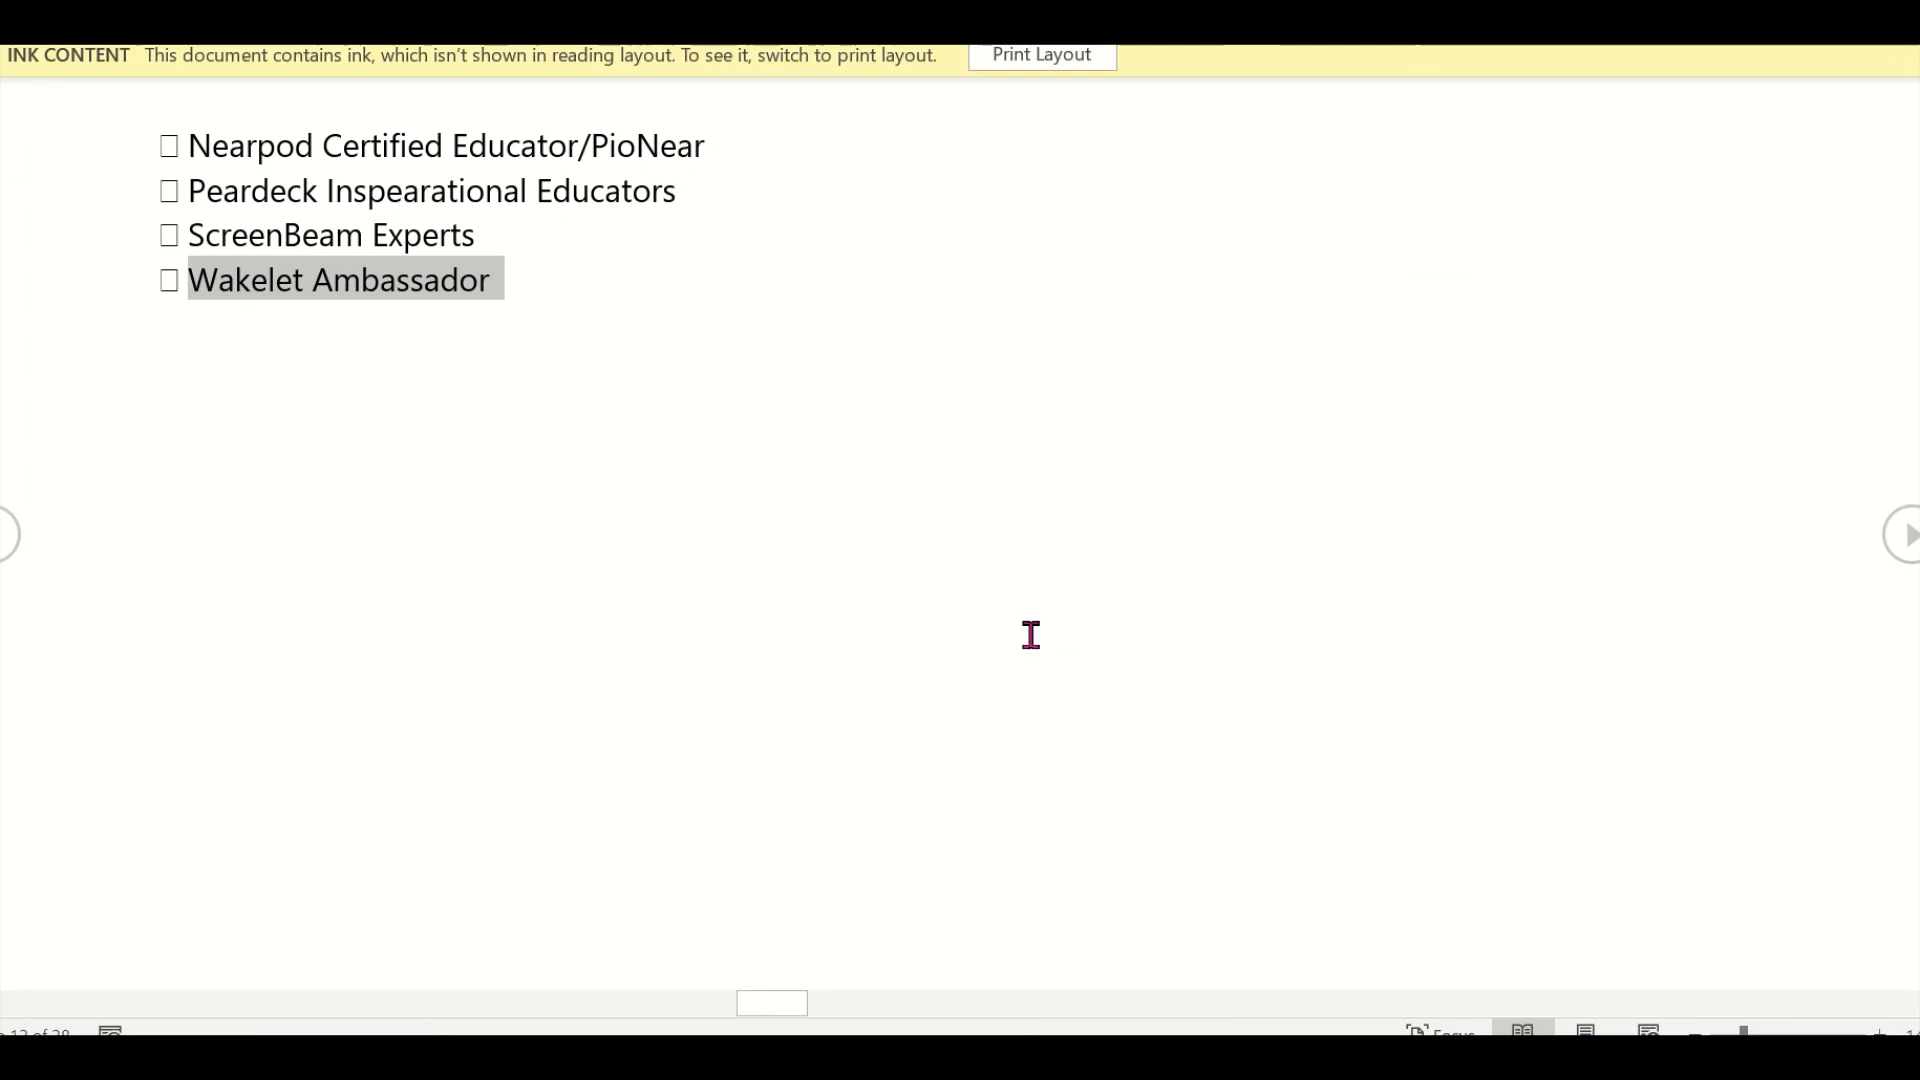 INK CONTENT This document contains ink, which isn't shown in reading layout. To see it, switch to print layout. Print Layout
☐ Nearpod Certified Educator/PioNear
☐ Peardeck Inspearational Educators
☐ ScreenBeam Experts
☐ Wakelet Ambassador
Focus